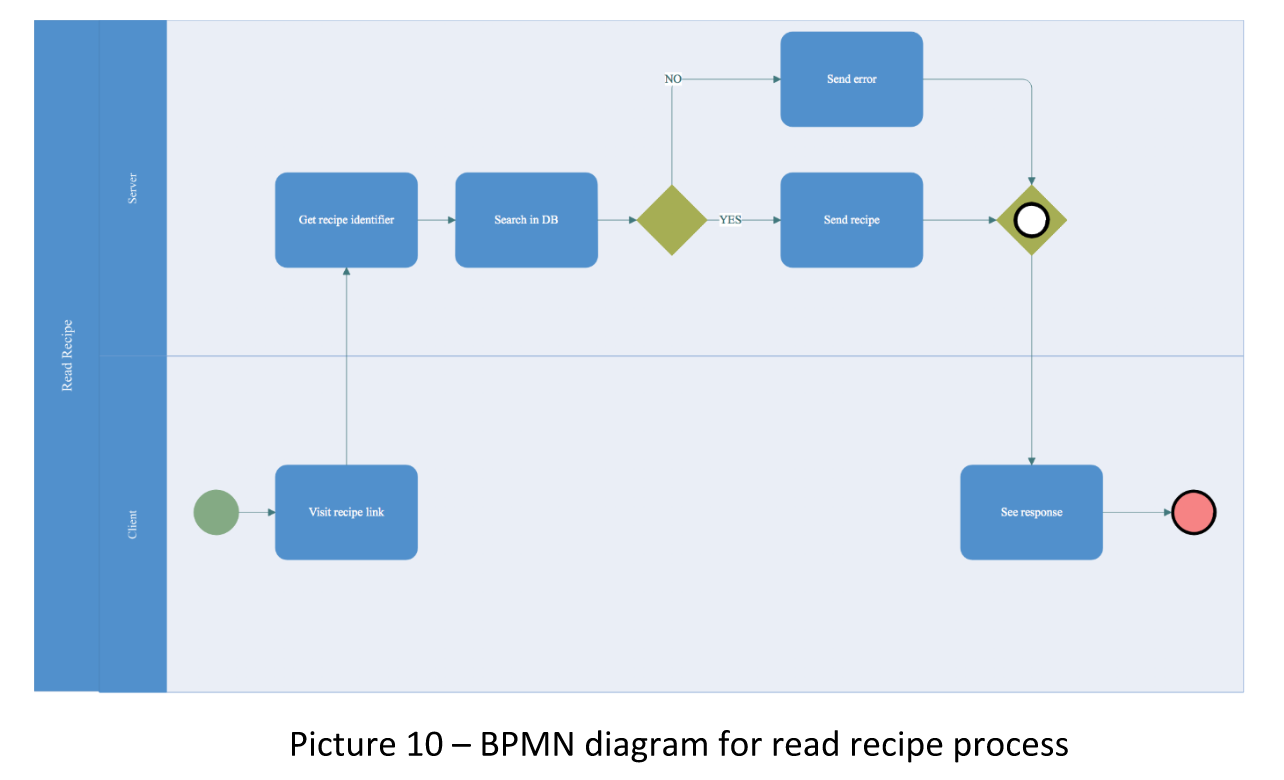 Read Recipe
Server
Client
NO
Send error
Get recipe identifier
Search in DB
YES
Send recipe
Visit recipe link
See response
Picture 10 – BPMN diagram for read recipe process